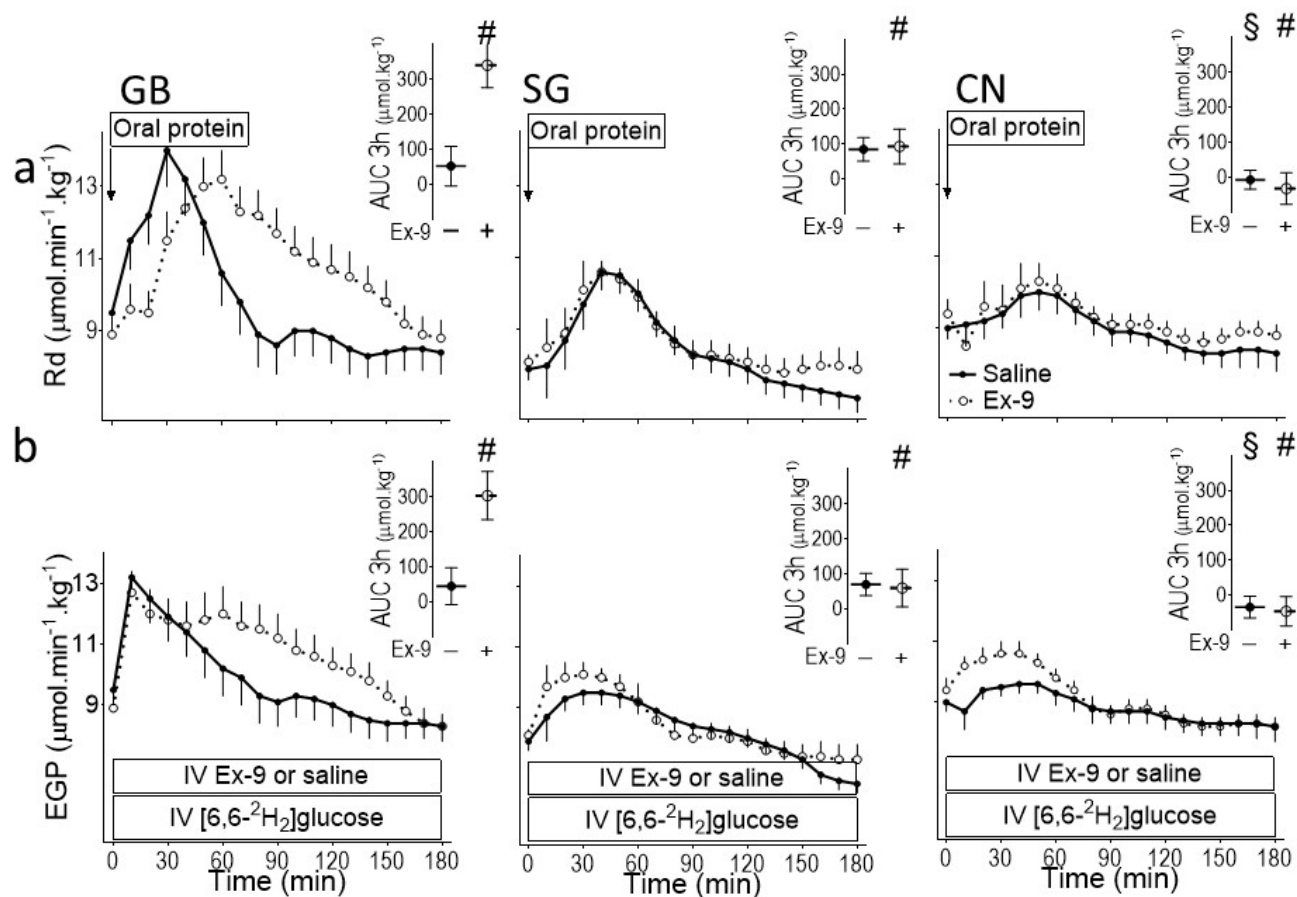 # # § #
GB SG CN
Oral protein Oral protein Oral protein
a
AUC 3h (μmol.kg⁻¹)
300
100
0
Ex-9 − +
AUC 3h (μmol.kg⁻¹)
300
100
0
Ex-9 − +
AUC 3h (μmol.kg⁻¹)
300
100
0
Ex-9 − +
Rd (μmol.min⁻¹.kg⁻¹)
13
11
9
Saline
Ex-9
b
# # § #
AUC 3h (μmol.kg⁻¹)
300
100
0
Ex-9 − +
AUC 3h (μmol.kg⁻¹)
300
100
0
Ex-9 − +
AUC 3h (μmol.kg⁻¹)
300
100
0
Ex-9 − +
EGP (μmol.min⁻¹.kg⁻¹)
13
11
9
IV Ex-9 or saline IV Ex-9 or saline IV Ex-9 or saline
IV [6,6-²H₂]glucose IV [6,6-²H₂]glucose IV [6,6-²H₂]glucose
0 30 60 90 120 150 180 0 30 60 90 120 150 180 0 30 60 90 120 150 180
Time (min) Time (min) Time (min)